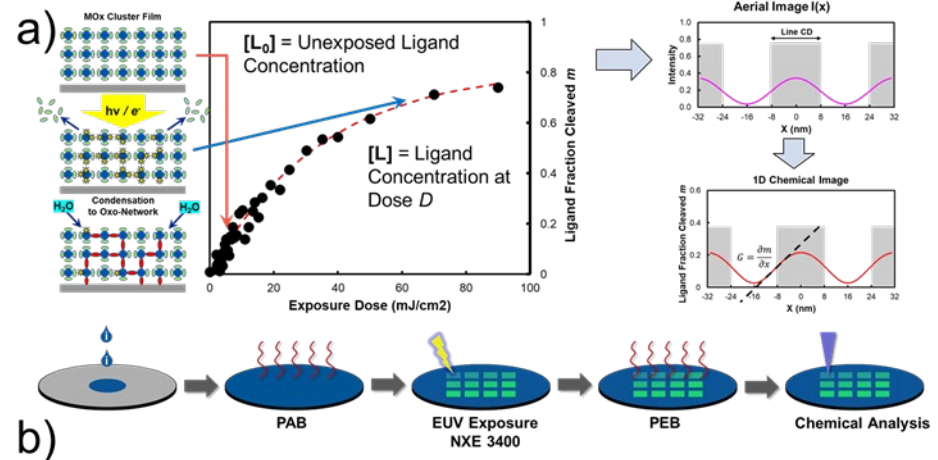 a)
MOx Cluster Film
hν / e-
H2O
Condensation
to Oxo-Network
H2O
[L0] = Unexposed Ligand
Concentration
[L] = Ligand
Concentration at
Dose D
1
0.8
0.6
0.4
0.2
0
Ligand Fraction Cleaved m
0
20
40
60
80
100
Exposure Dose (mJ/cm2)
Aerial Image I(x)
Line CD
Intensity
1.0
0.8
0.6
0.4
0.2
0.0
-32 -24 -16 -8 0 8 16 24 32
X (nm)
1D Chemical Image
Ligand Fraction Cleaved m
0.6
0.4
0.2
0
G = ∂m/∂x
-32 -24 -16 -8 0 8 16 24 32
X (nm)
i
i
PAB
EUV Exposure
NXE 3400
PEB
Chemical Analysis
b)